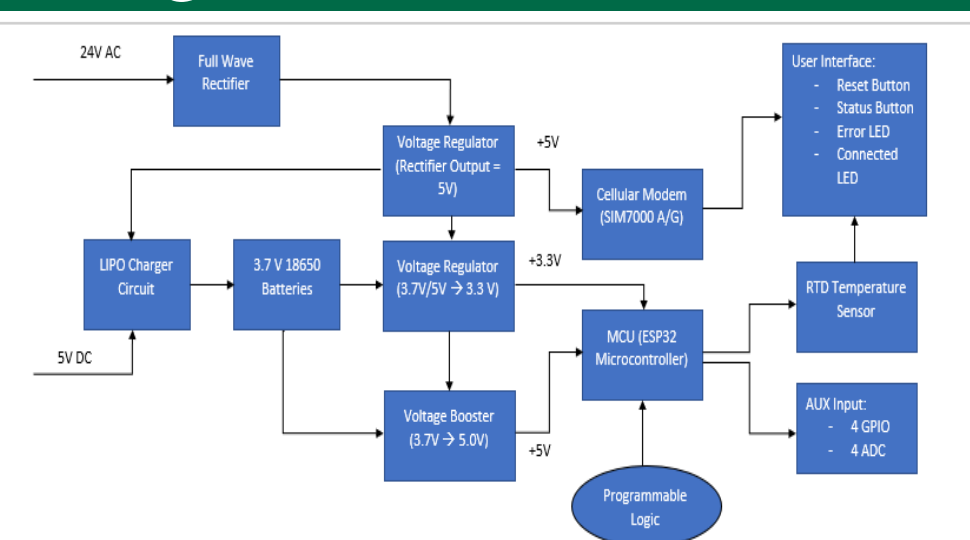 24V AC
Full Wave
Rectifier
Voltage Regulator
(Rectifier Output =
5V)
+5V
Cellular Modem
(SIM7000 A/G)
User Interface:
- Reset Button
- Status Button
- Error LED
- Connected
LED
LIPO Charger
Circuit
3.7 V 18650
Batteries
Voltage Regulator
(3.7V/5V → 3.3 V)
+3.3V
RTD Temperature
Sensor
5V DC
MCU (ESP32
Microcontroller)
Voltage Booster
(3.7V → 5.0V)
+5V
AUX Input:
- 4 GPIO
- 4 ADC
Programmable
Logic